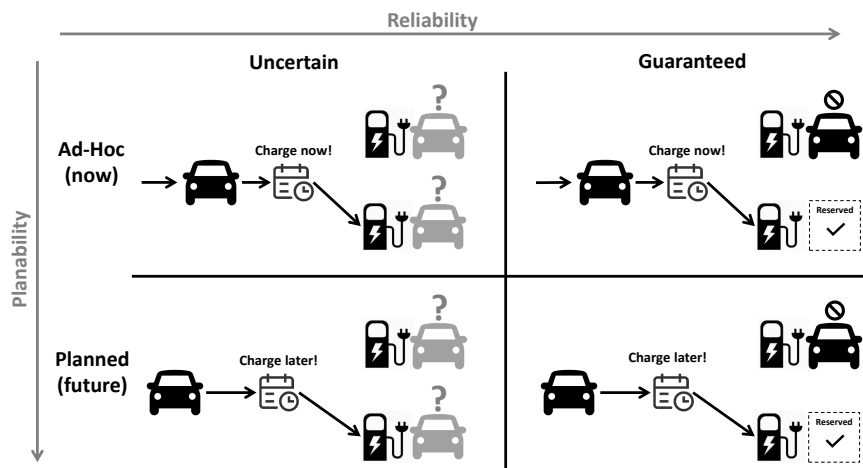 Reliability
Uncertain
Guaranteed
Planability
Ad-Hoc
(now)
Charge now!
?
?
Charge now!
Reserved
Planned
(future)
Charge later!
?
?
Charge later!
Reserved